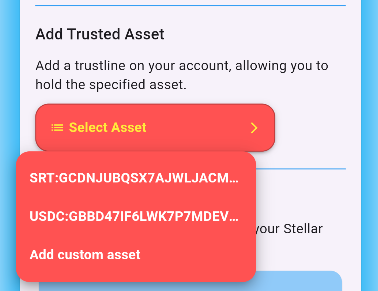 Add Trusted Asset
Add a trustline on your account, allowing you to
hold the specified asset.
Select Asset
SRT:GCDNJUBQSX7AJWLJACM...
USDC:GBBD47IF6LWK7P7MDEV...
your Stellar
Add custom asset